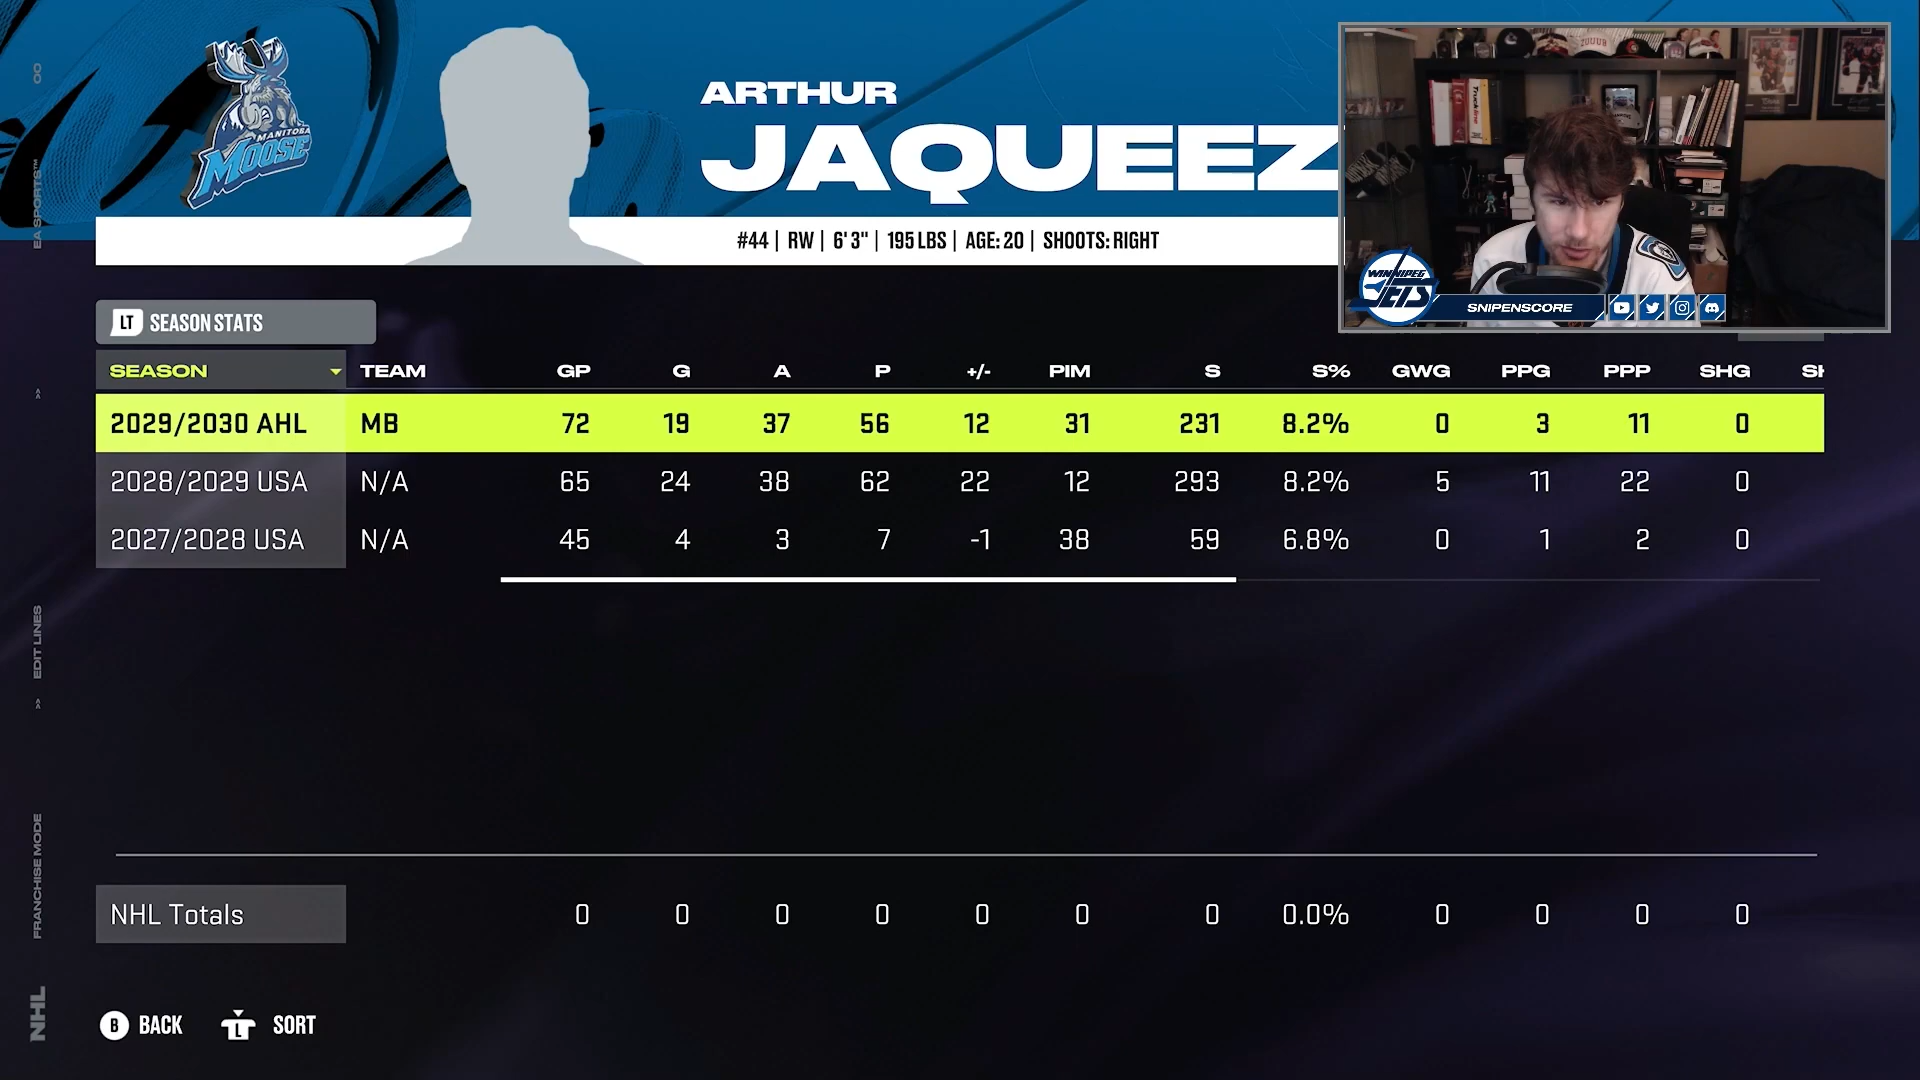 ARTHUR
JAQUEEZ
#44 | RW | 6' 3" | 195 LBS | AGE: 20 | SHOOTS: RIGHT
MANITOBA
MOOSE
WINNIPEG
JETS
SNIPENSCORE
LT SEASON STATS
SEASON TEAM GP G A P +/- PIM S S% GWG PPG PPP SHG
2029/2030 AHL MB 72 19 37 56 12 31 231 8.2% 0 3 11 0
2028/2029 USA N/A 65 24 38 62 22 12 293 8.2% 5 11 22 0
2027/2028 USA N/A 45 4 3 7 -1 38 59 6.8% 0 1 2 0
NHL Totals 0 0 0 0 0 0 0 0.0% 0 0 0 0
B BACK L SORT
NHL
FRANCHISE MODE
>> EDIT LINES >>
EA SPORTS™